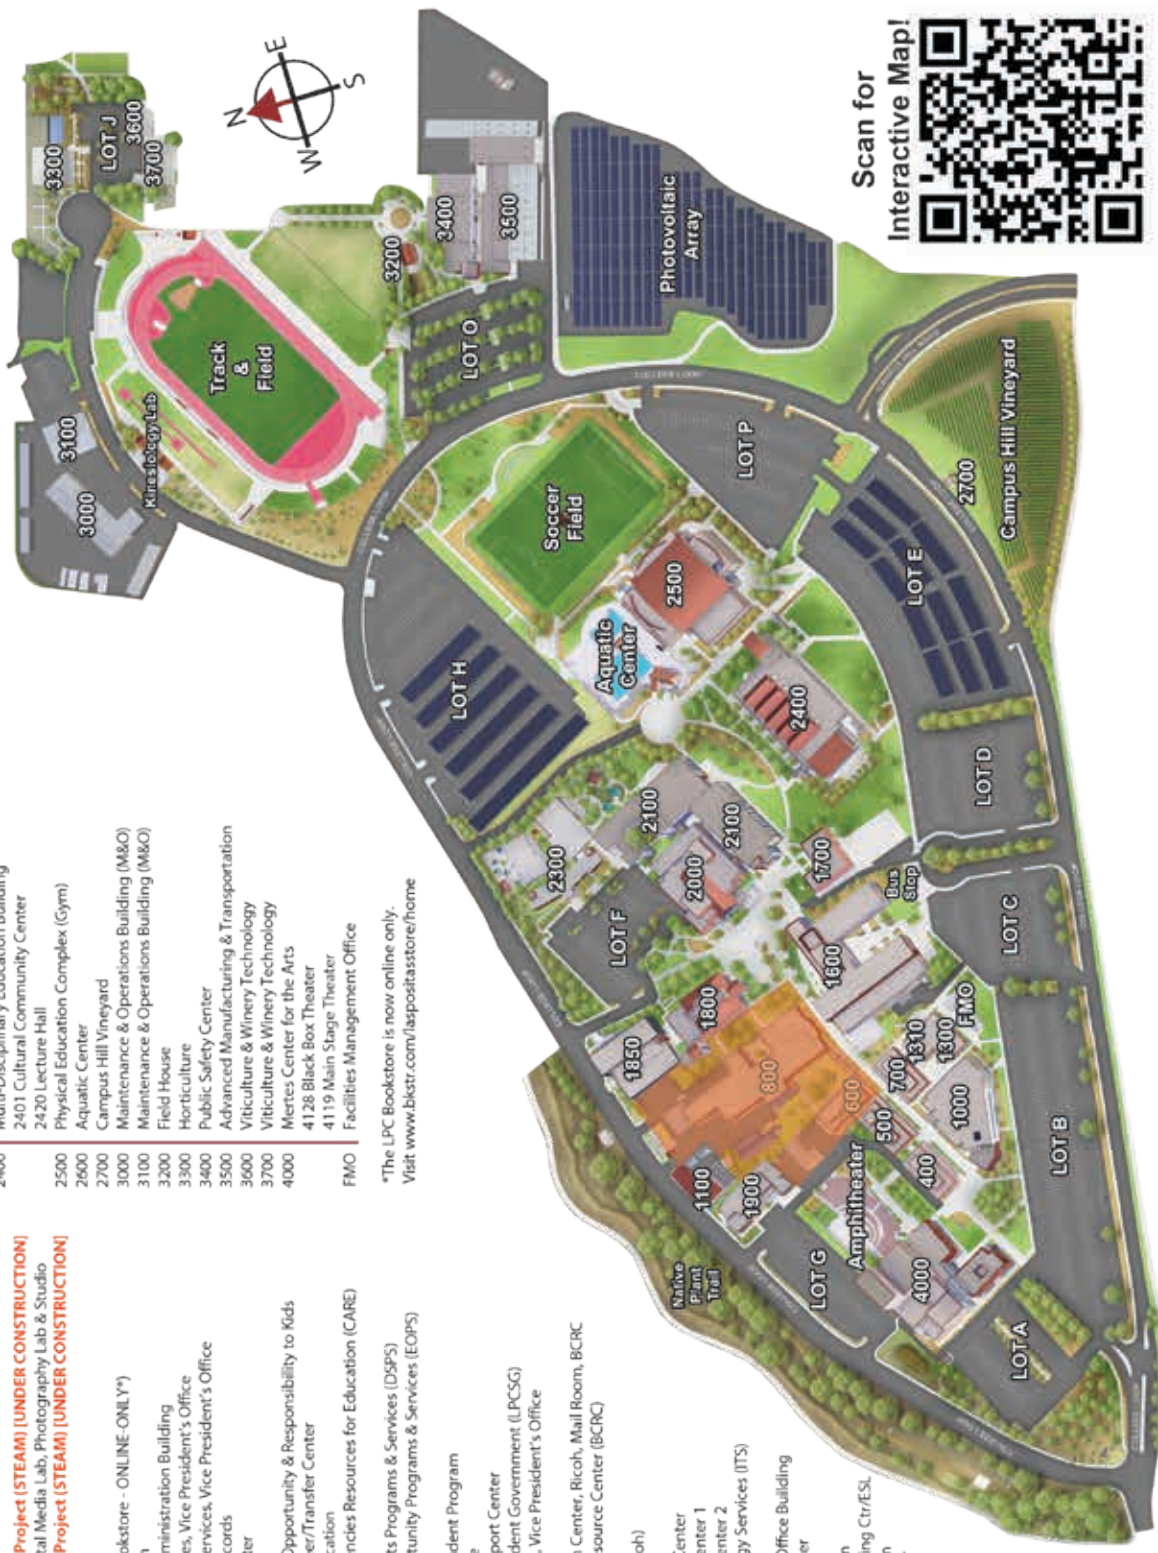 Project (STEAM) [UNDER CONSTRUCTION]
tal Media Lab, Photography Lab & Studio
Project (STEAM) [UNDER CONSTRUCTION]
okstore - ONLINE-ONLY*)
ministration Building
es, Vice President's Office
ervices, Vice President's Office
cords
ter
Opportunity & Responsibility to Kids
er/Transfer Center
cation
ncies Resources for Education (CARE)
ts Programs & Services (DSPS)
tunity Programs & Services (EOPS)
dent Program
port Center
dent Government (LPCSG)
, Vice President's Office
n Center, Ricoh, Mail Room, BCRC
source Center (BCRC)
oh)
Center
enter 1
enter 2
gy Services (ITS)
Office Building
er
n
ing Ctr/ESL
2400 Multi-Disciplinary Education Building
2401 Cultural Community Center
2420 Lecture Hall
2500 Physical Education Complex (Gym)
2600 Aquatic Center
2700 Campus Hill Vineyard
3000 Maintenance & Operations Building (M&O)
3100 Maintenance & Operations Building (M&O)
3200 Field House
3300 Horticulture
3400 Public Safety Center
3500 Advanced Manufacturing & Transportation
3600 Viticulture & Winery Technology
3700 Viticulture & Winery Technology
4000 Mertes Center for the Arts
4128 Black Box Theater
4119 Main Stage Theater
FMO Facilities Management Office
*The LPC Bookstore is now online only.
Visit www.bkstr.com/laspositasstore/home
N
E
S
W
3300
LOT J
3600
3700
3100
3000
Kinesiology Lab
Track
&
Field
3200
3400
3500
LOT O
Photovoltaic
Array
Scan for
Interactive Map!
COLLEGE LOOP
Soccer
Field
LOT P
2700
Campus Hill Vineyard
LOT H
Aquatic
Center
2500
2400
LOT E
LOT D
2300
2100
2100
2000
1700
Bus
Stop
LOT F
1600
LOT C
1850
1800
800
600
700
1310
1300
FMO
1000
500
400
LOT B
1100
1900
Amphitheater
Native
Plant
Trail
LOT G
4000
LOT A